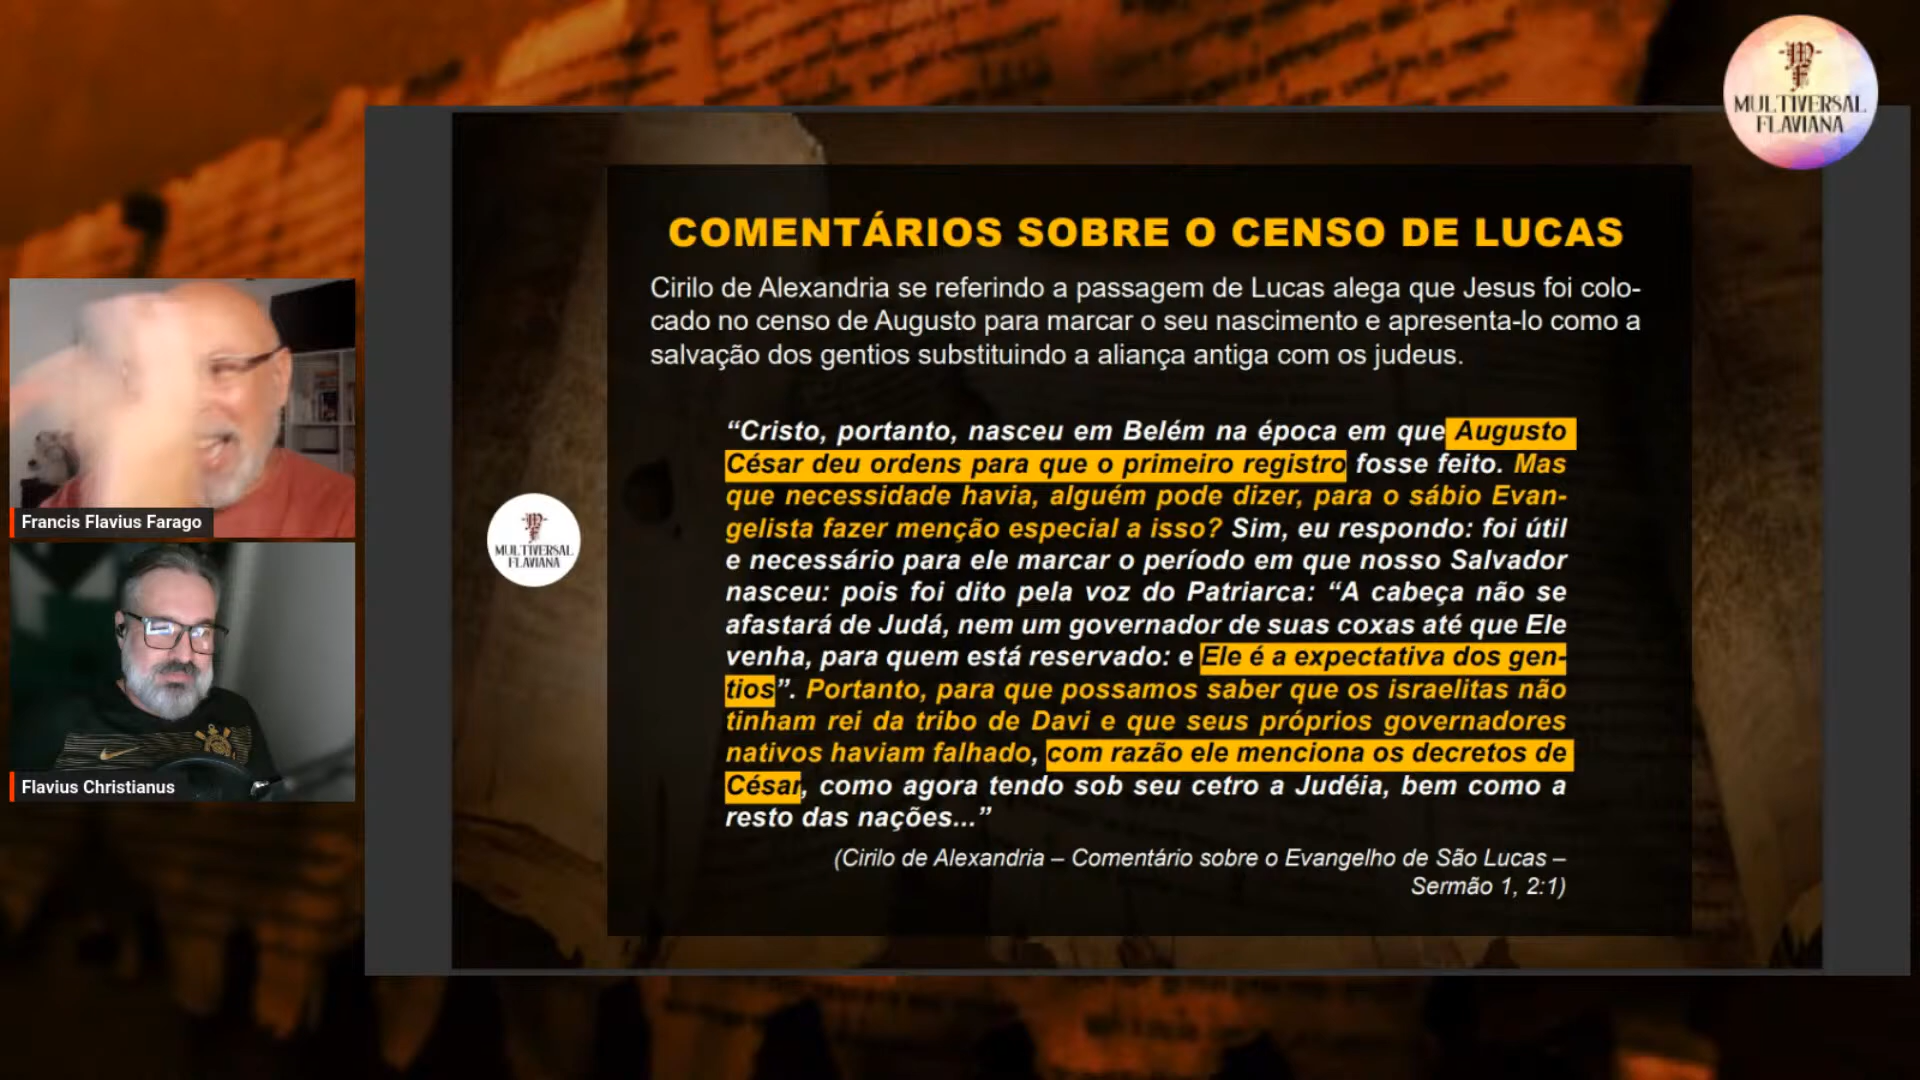 MULTIVERSAL
FLAVIANA
COMENTÁRIOS SOBRE O CENSO DE LUCAS
Cirilo de Alexandria se referindo a passagem de Lucas alega que Jesus foi colo-
cado no censo de Augusto para marcar o seu nascimento e apresenta-lo como a
salvação dos gentios substituindo a aliança antiga com os judeus.
“Cristo, portanto, nasceu em Belém na época em que Augusto
César deu ordens para que o primeiro registro fosse feito. Mas
que necessidade havia, alguém pode dizer, para o sábio Evan-
gelista fazer menção especial a isso? Sim, eu respondo: foi útil
e necessário para ele marcar o período em que nosso Salvador
nasceu: pois foi dito pela voz do Patriarca: “A cabeça não se
afastará de Judá, nem um governador de suas coxas até que Ele
venha, para quem está reservado: e Ele é a expectativa dos gen-
tios”. Portanto, para que possamos saber que os israelitas não
tinham rei da tribo de Davi e que seus próprios governadores
nativos haviam falhado, com razão ele menciona os decretos de
César, como agora tendo sob seu cetro a Judéia, bem como a
resto das nações...”
(Cirilo de Alexandria – Comentário sobre o Evangelho de São Lucas –
Sermão 1, 2:1)
MULTIVERSAL
FLAVIANA
Francis Flavius Farago
Flavius Christianus